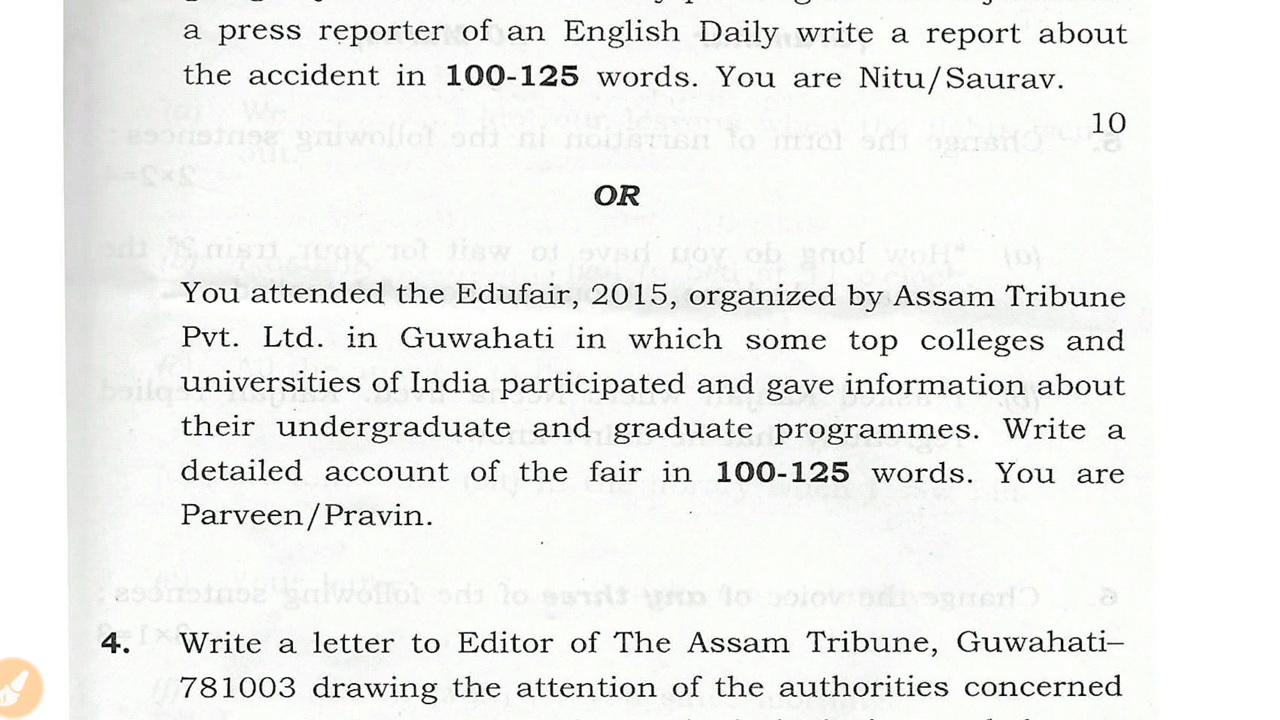 a press reporter of an English Daily write a report about
the accident in 100-125 words. You are Nitu/Saurav.
10
OR
You attended the Edufair, 2015, organized by Assam Tribune
Pvt. Ltd. in Guwahati in which some top colleges and
universities of India participated and gave information about
their undergraduate and graduate programmes. Write a
detailed account of the fair in 100-125 words. You are
Parveen/Pravin.
4. Write a letter to Editor of The Assam Tribune, Guwahati–
781003 drawing the attention of the authorities concerned